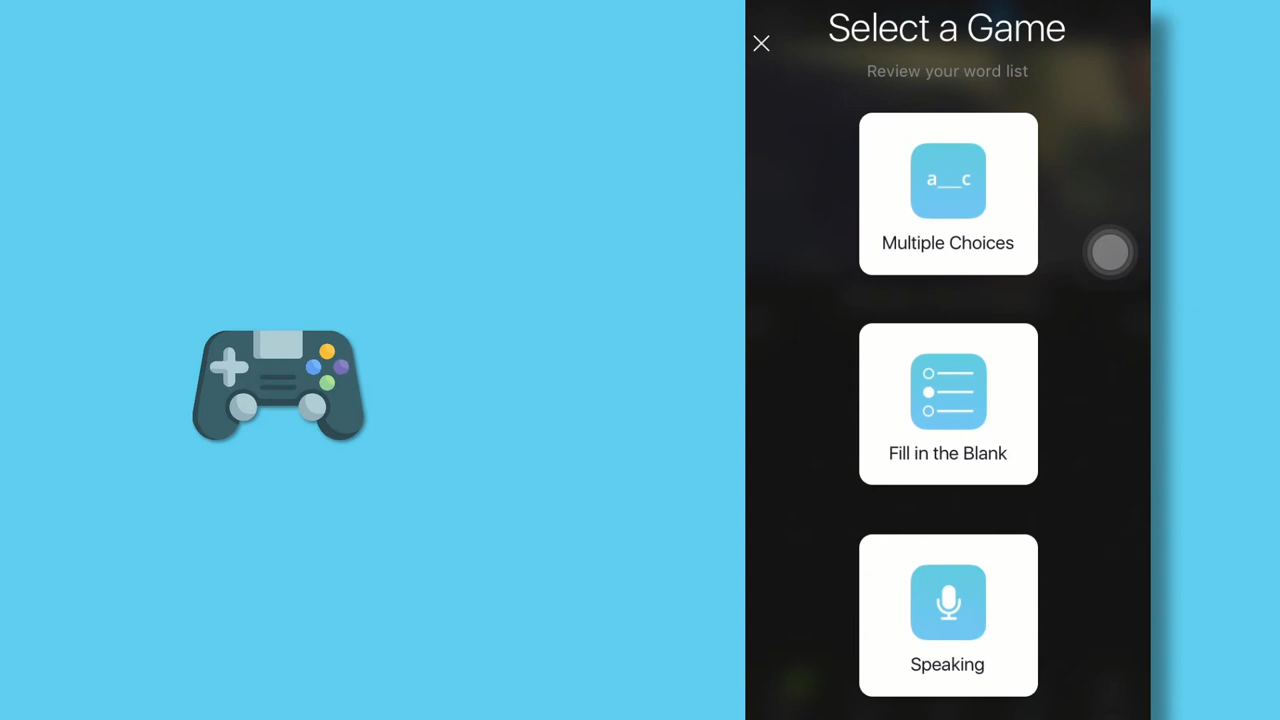 Select a Game
Review your word list
a__c
Multiple Choices
Fill in the Blank
Speaking